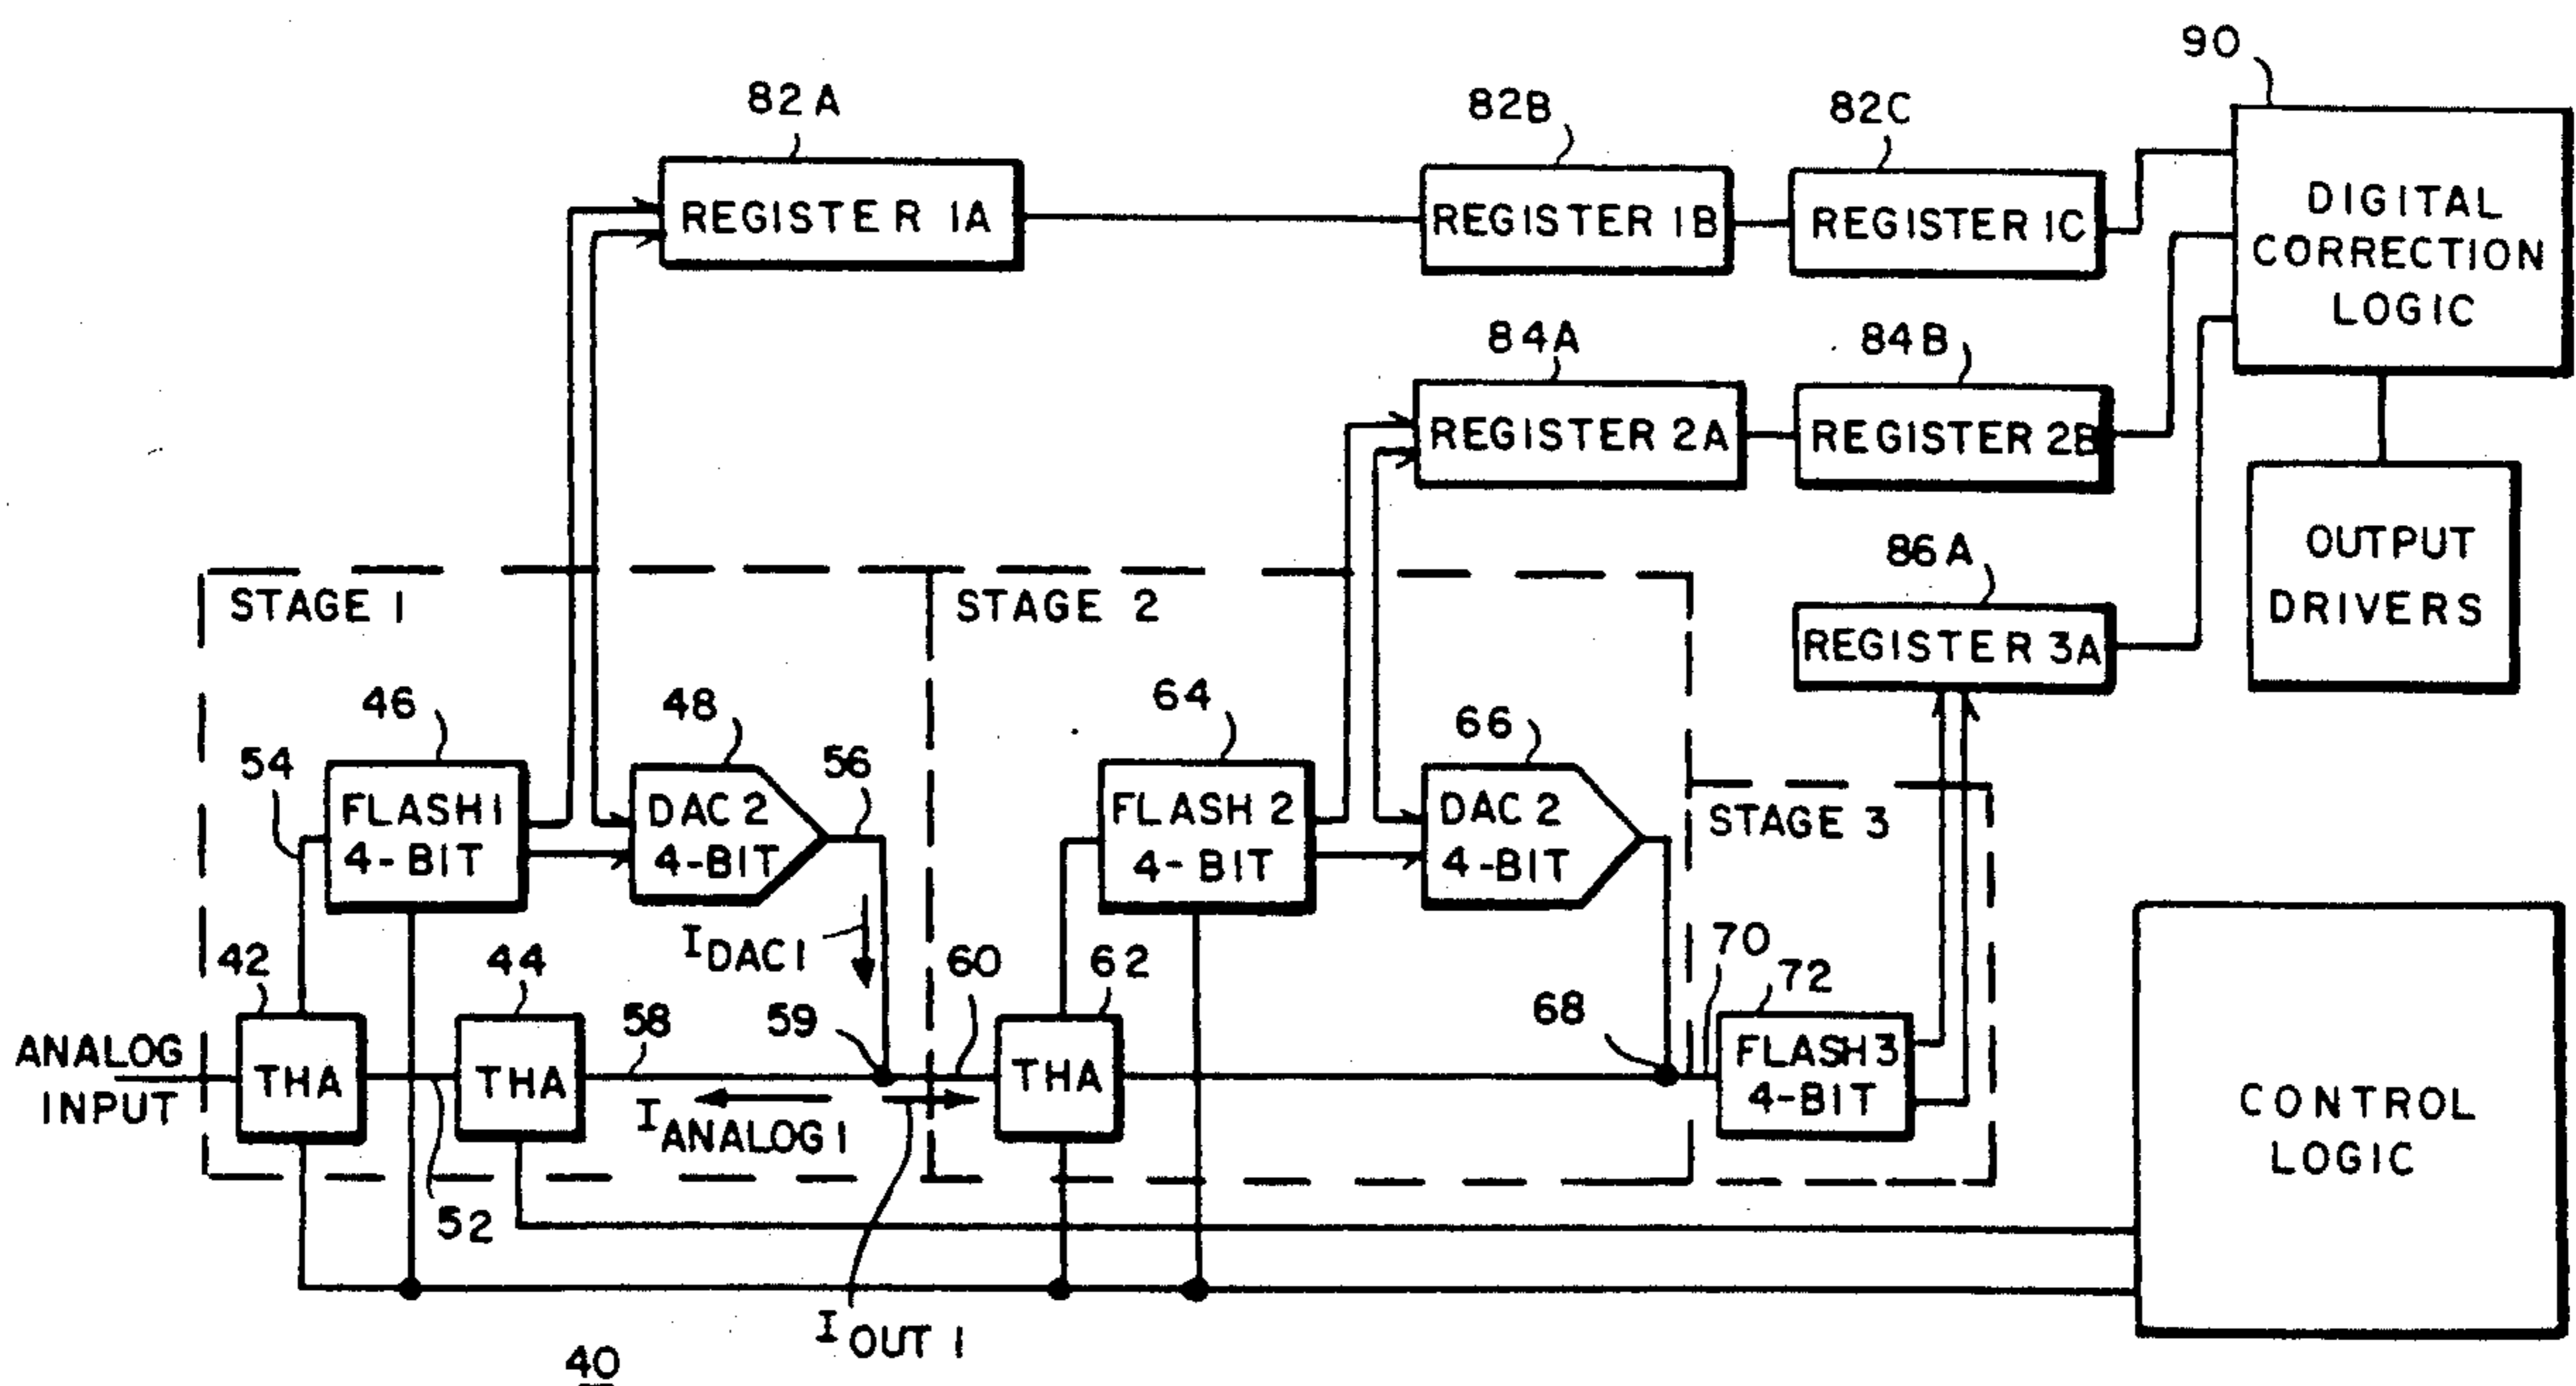 90
82A
82B
82C
REGISTER 1A
REGISTER 1B
REGISTER 1C
DIGITAL
CORRECTION
LOGIC
84A
84B
REGISTER 2A
REGISTER 2B
OUTPUT
DRIVERS
86A
REGISTER 3A
STAGE 1
STAGE 2
STAGE 3
46
48
56
64
66
54
FLASH 1
4-BIT
DAC 2
4-BIT
FLASH 2
4-BIT
DAC 2
4-BIT
IDAC1
42
44
58
59
60
62
68
70
72
ANALOG
INPUT
THA
THA
THA
FLASH 3
4-BIT
IANALOG1
52
IOUT 1
CONTROL
LOGIC
40